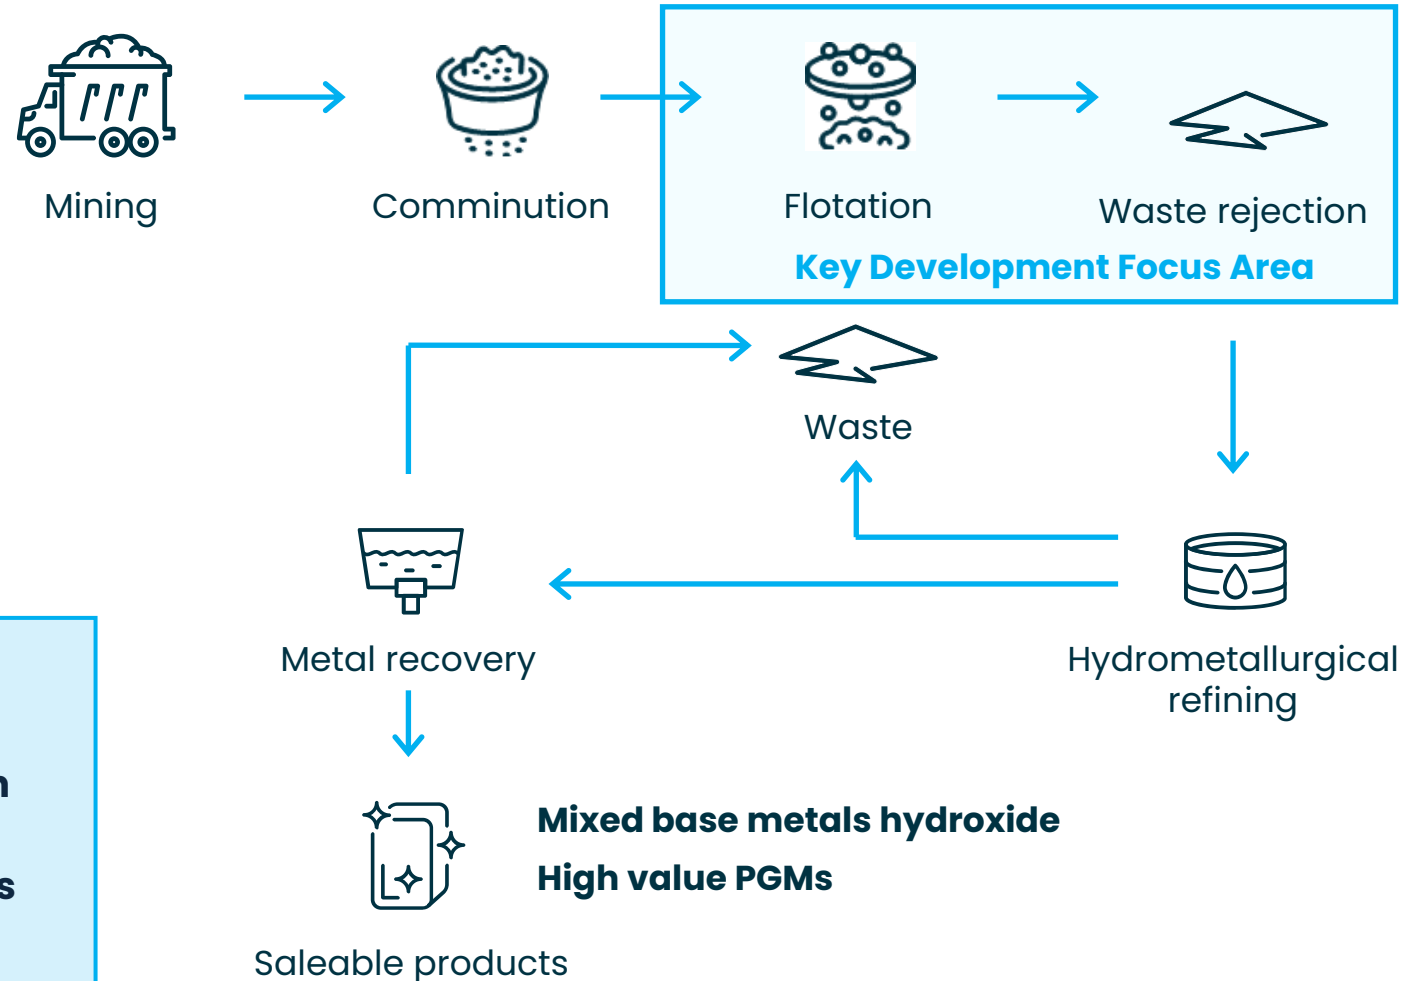 Mining
Comminution
Flotation
Waste rejection
Key Development Focus Area
Waste
Metal recovery
Hydrometallurgical
refining
Mixed base metals hydroxide
High value PGMs
Saleable products